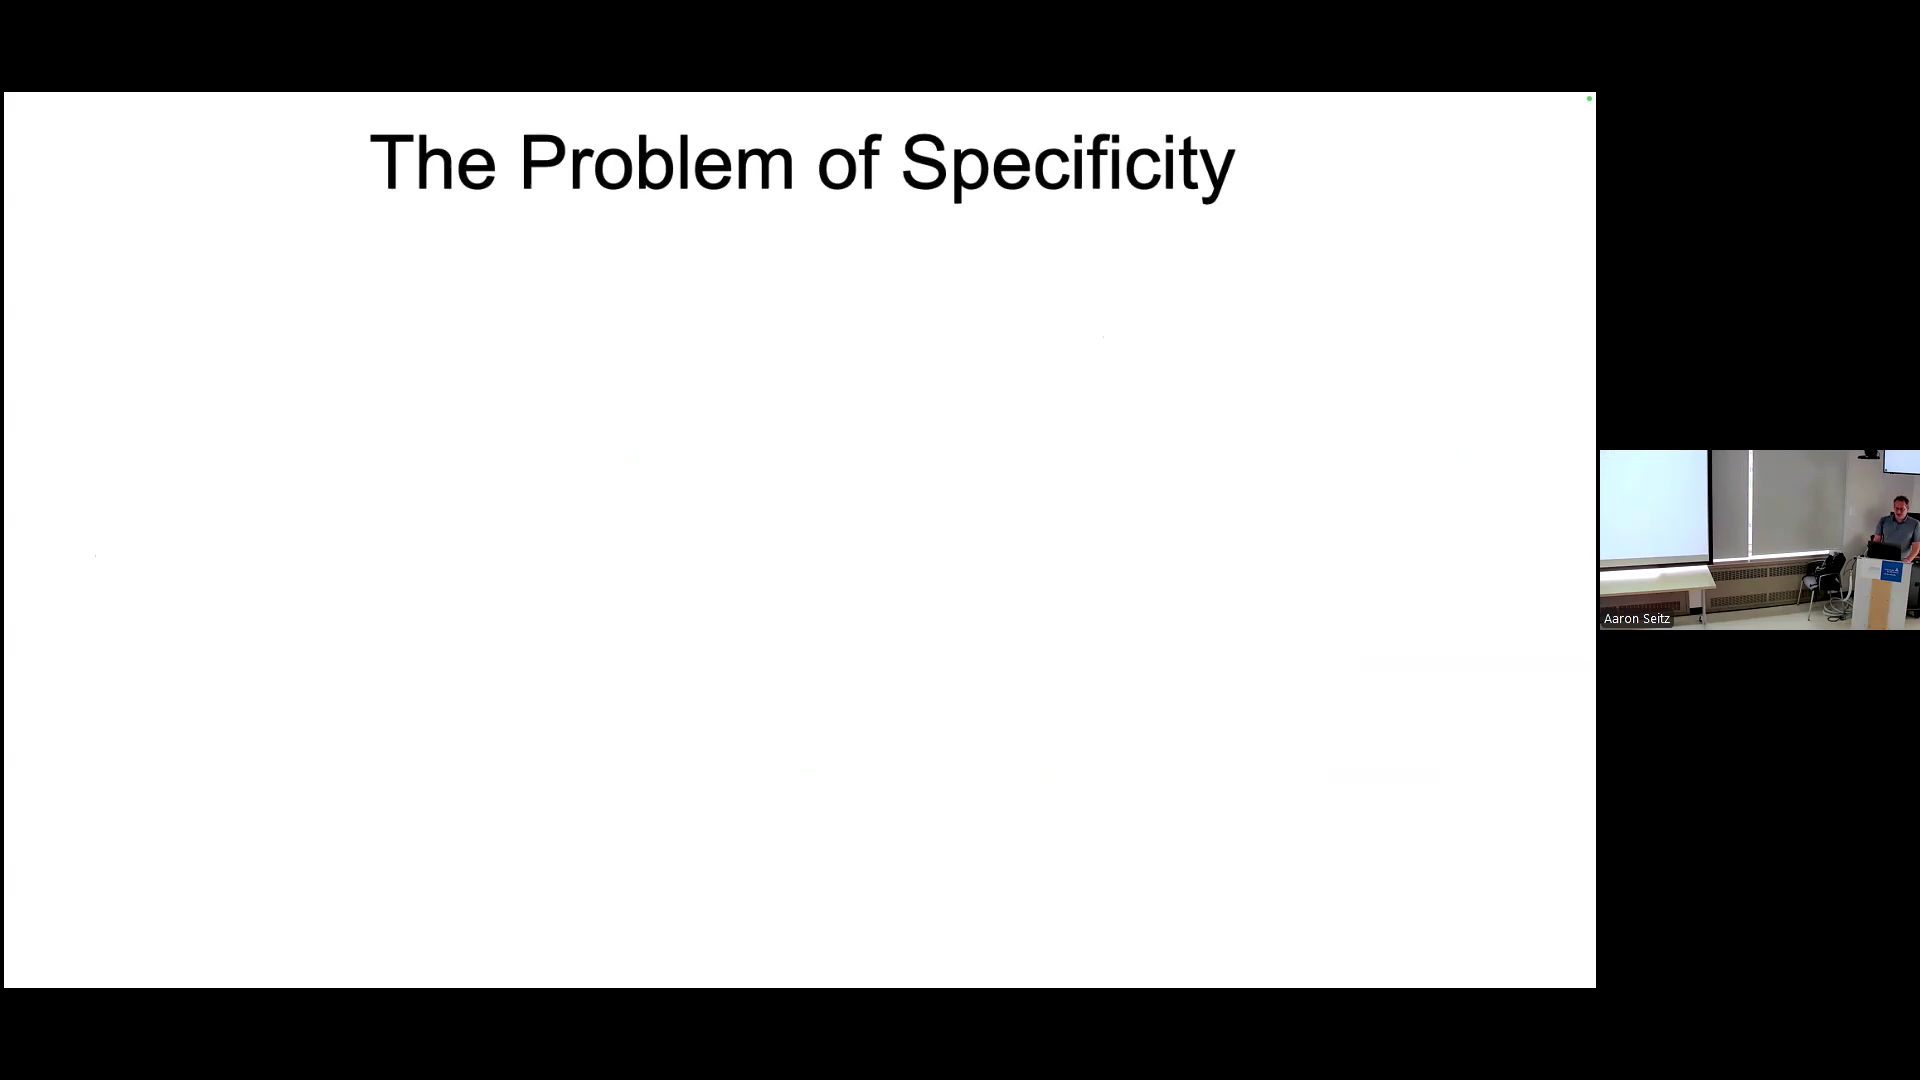 The Problem of Specificity
Aaron Seitz